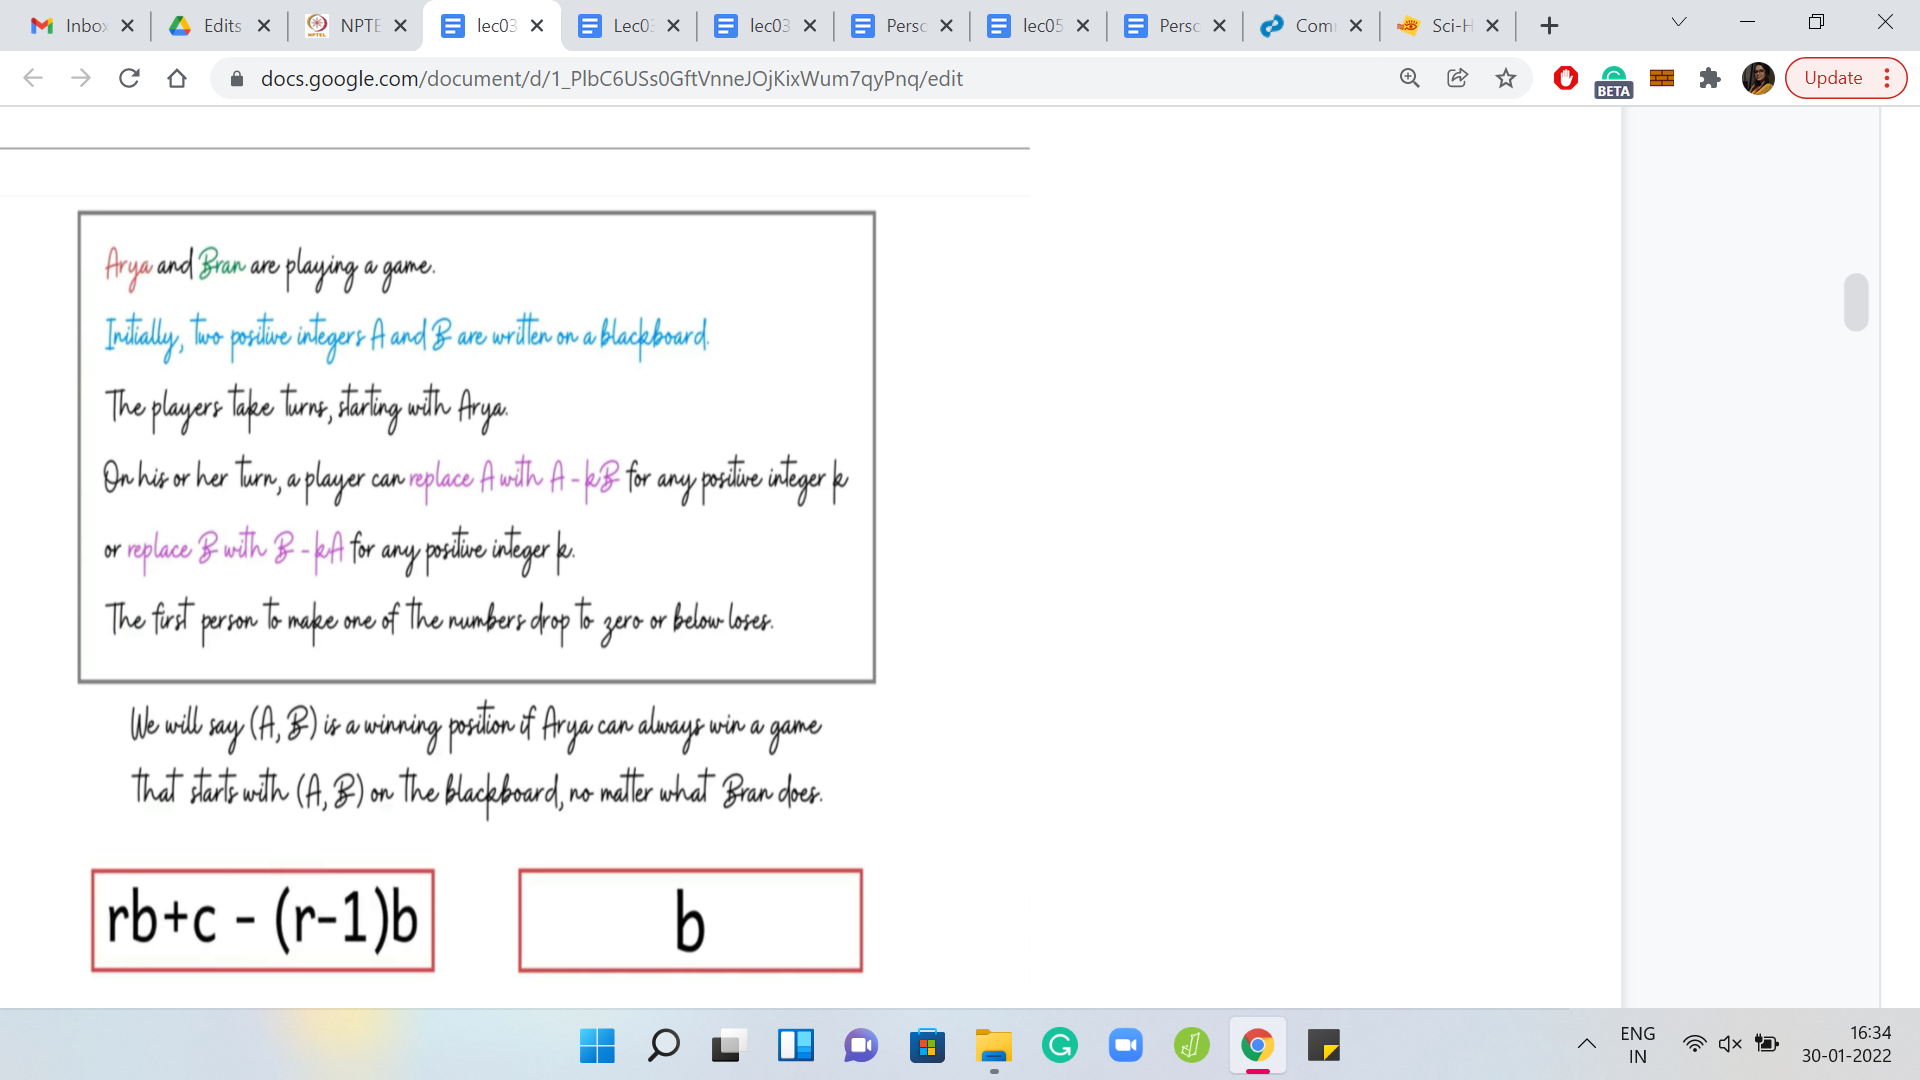 Inbox
Edits
NPTE
lec03
Lec03
lec03
Perso
lec05
Perso
Com
Sci-H
docs.google.com/document/d/1_PlbC6USs0GftVnneJOjKixWum7qyPnq/edit
BETA
Update
Arya and Bran are playing a game.
Initially, two positive integers A and B are written on a blackboard.
The players take turns, starting with Arya.
On his or her turn, a player can replace A with A - kB for any positive integer k
or replace B with B - kA for any positive integer k.
The first person to make one of the numbers drop to zero or below loses.
We will say (A, B) is a winning position if Arya can always win a game
that starts with (A, B) on the blackboard, no matter what Bran does.
rb+c - (r-1)b
b
ENG
IN
16:34
30-01-2022